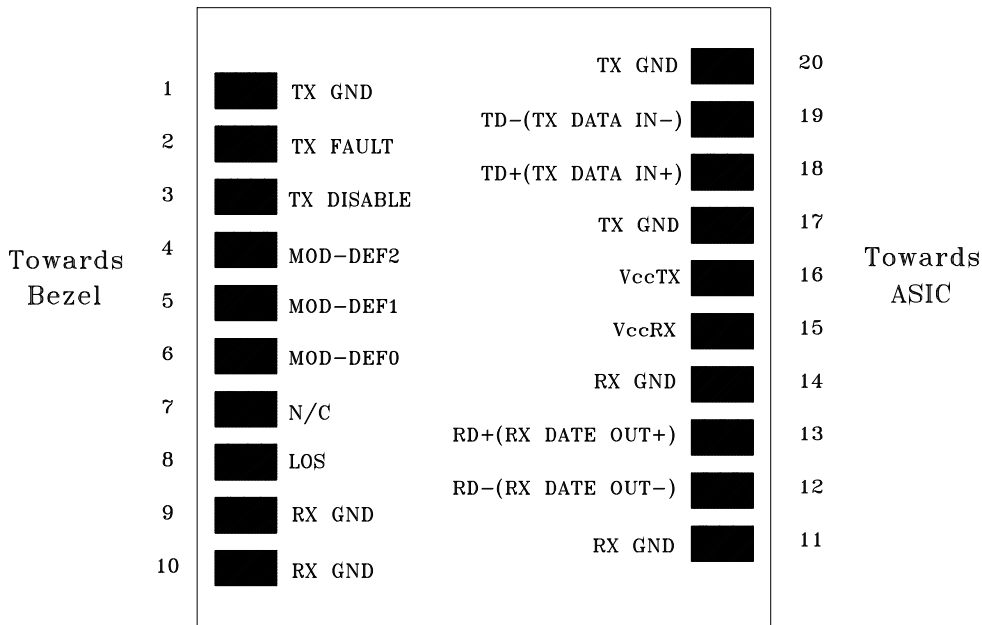 1 TX GND
2 TX FAULT
3 TX DISABLE
4 MOD-DEF2
5 MOD-DEF1
6 MOD-DEF0
7 N/C
8 LOS
9 RX GND
10 RX GND
Towards
Bezel
TX GND 20
TD-(TX DATA IN-) 19
TD+(TX DATA IN+) 18
TX GND 17
VccTX 16
VccRX 15
RX GND 14
RD+(RX DATE OUT+) 13
RD-(RX DATE OUT-) 12
RX GND 11
Towards
ASIC